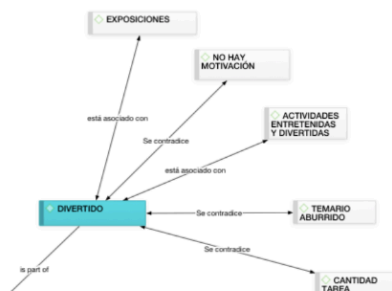 EXPOSICIONES
NO HAY
MOTIVACIÓN
está asociado con
Se contradice
ACTIVIDADES
ENTRETENIDAS
Y DIVERTIDAS
está asociado con
DIVERTIDO
Se contradice
TEMARIO
ABURRIDO
Se contradice
is part of
CANTIDAD
TAREA